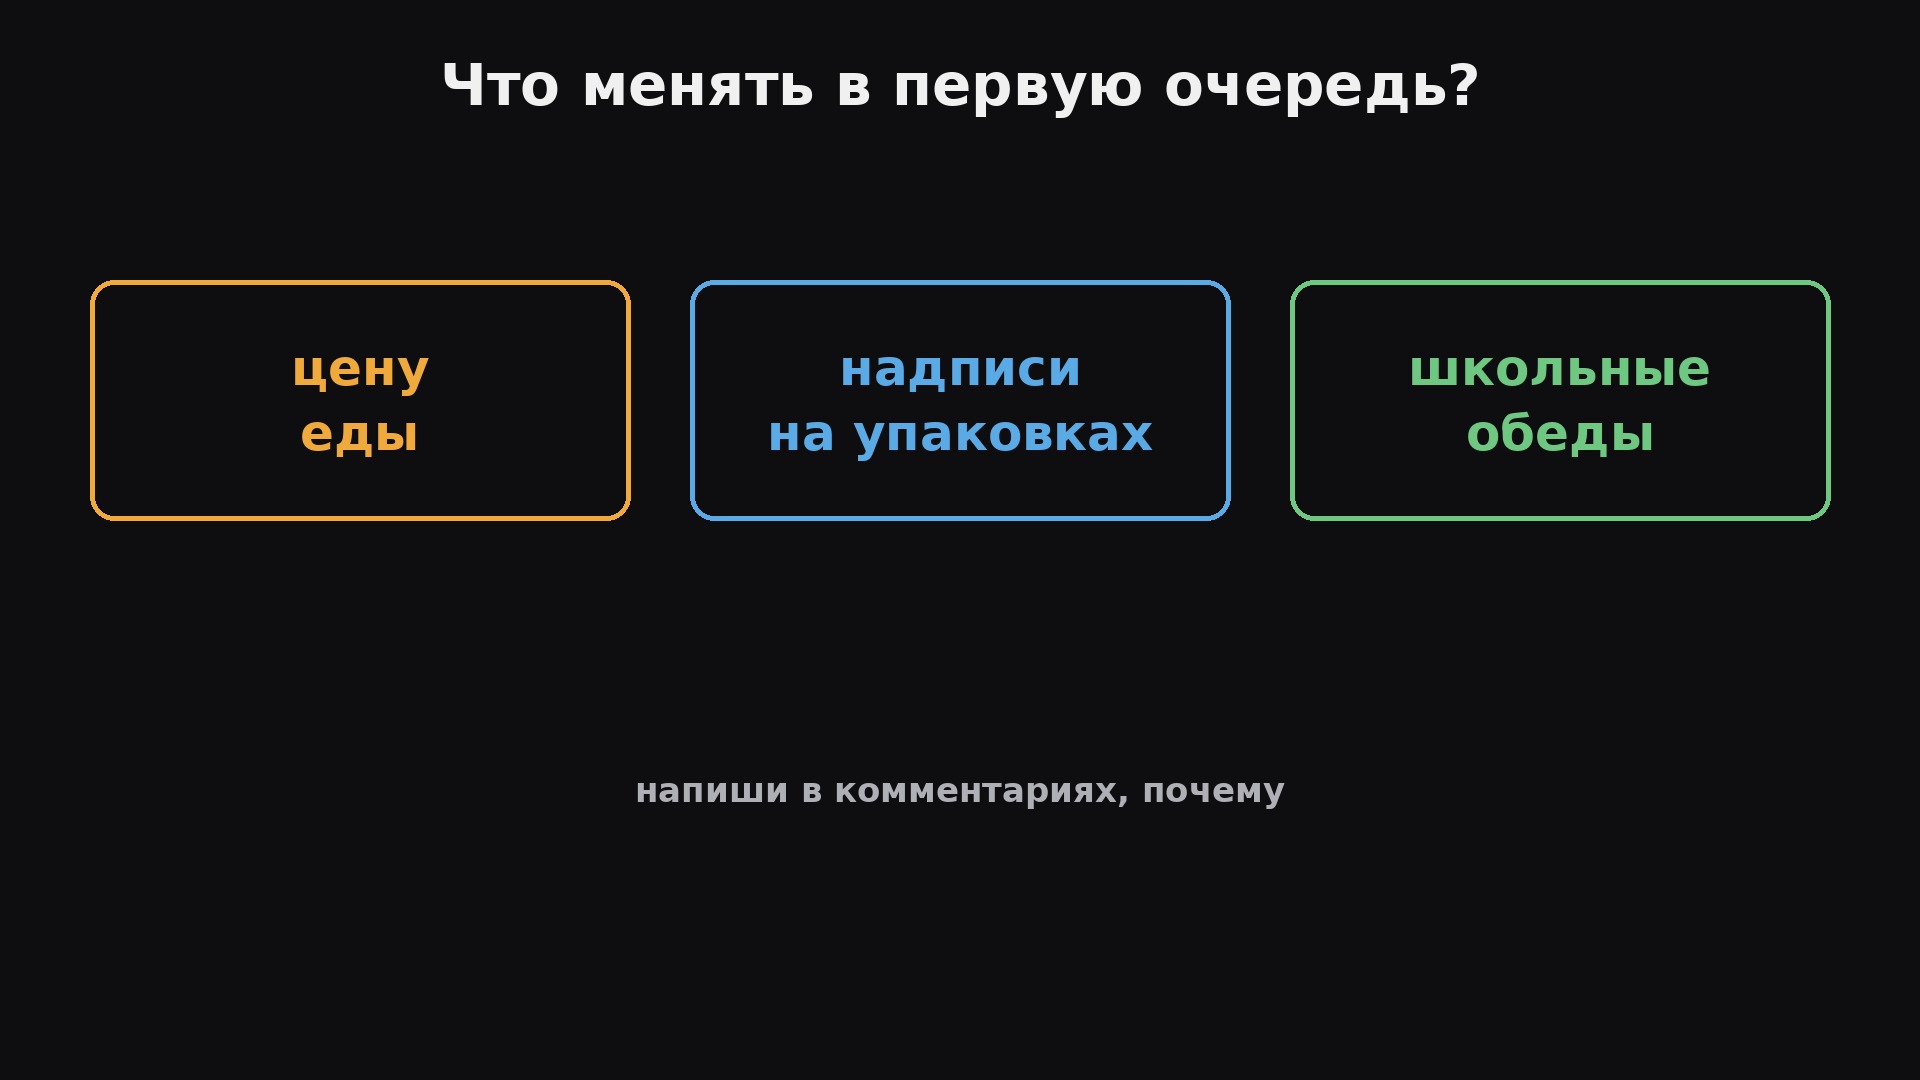 Что менять в первую очередь?
цену
еды
надписи
на упаковках
школьные
обеды
напиши в комментариях, почему